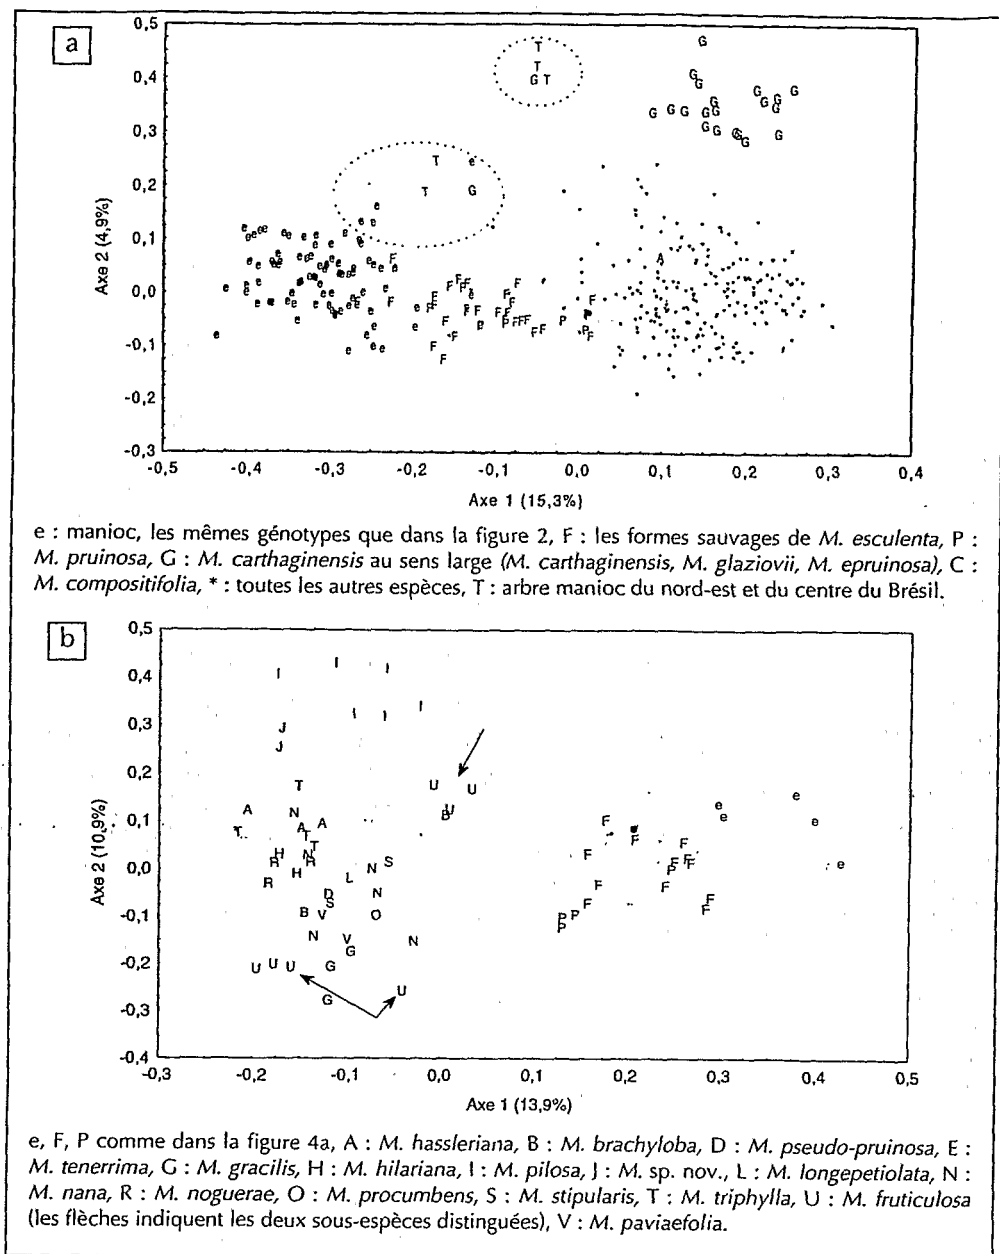 a
0,5
0,4
0,3
0,2
0,1
0,0
-0,1
-0,2
-0,3
Axe 2 (4,9%)
-0,5 -0,4 -0,3 -0,2 -0,1 0,0 0,1 0,2 0,3 0,4
Axe 1 (15,3%)
e : manioc, les mêmes génotypes que dans la figure 2, F : les formes sauvages de M. esculenta, P :
M. pruinosa, G : M. carthaginensis au sens large (M. carthaginensis, M. glaziovii, M. epruinosa), C :
M. compositifolia, * : toutes les autres espèces, T : arbre manioc du nord-est et du centre du Brésil.
b
0,5
0,4
0,3
0,2
0,1
0,0
-0,1
-0,2
-0,3
-0,4
Axe 2 (10,9%)
-0,3 -0,2 -0,1 0,0 0,1 0,2 0,3 0,4 0,5
Axe 1 (13,9%)
e, F, P comme dans la figure 4a, A : M. hassleriana, B : M. brachyloba, D : M. pseudo-pruinosa, E :
M. tenerrima, G : M. gracilis, H : M. hilariana, I : M. pilosa, J : M. sp. nov., L : M. longepetiolata, N :
M. nana, R : M. noguerae, O : M. procumbens, S : M. stipularis, T : M. triphylla, U : M. fruticulosa
(les flèches indiquent les deux sous-espèces distinguées), V : M. paviaefolia.